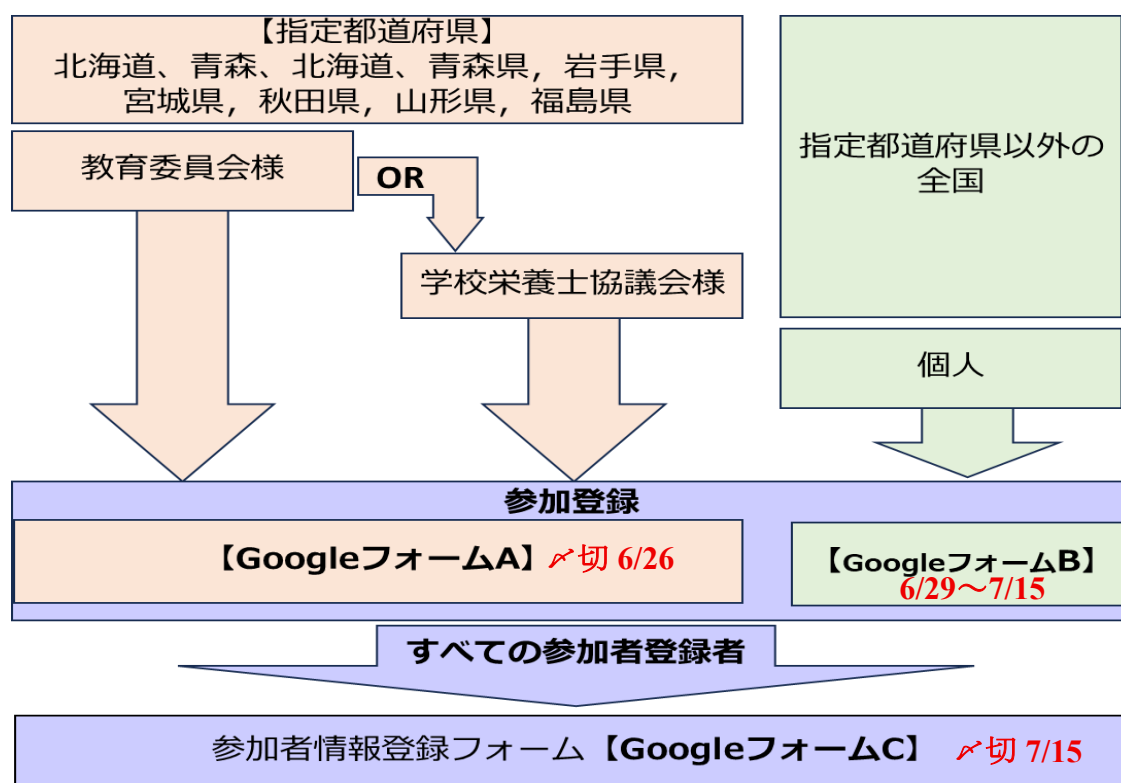 【指定都道府県】
北海道、青森、北海道、青森県，岩手県，
宮城県，秋田県，山形県，福島県
教育委員会様
OR
学校栄養士協議会様
指定都道府県以外の
全国
個人
参加登録
【GoogleフォームA】〆切 6/26
【GoogleフォームB】
6/29～7/15
すべての参加者登録者
参加者情報登録フォーム【GoogleフォームC】 〆切 7/15